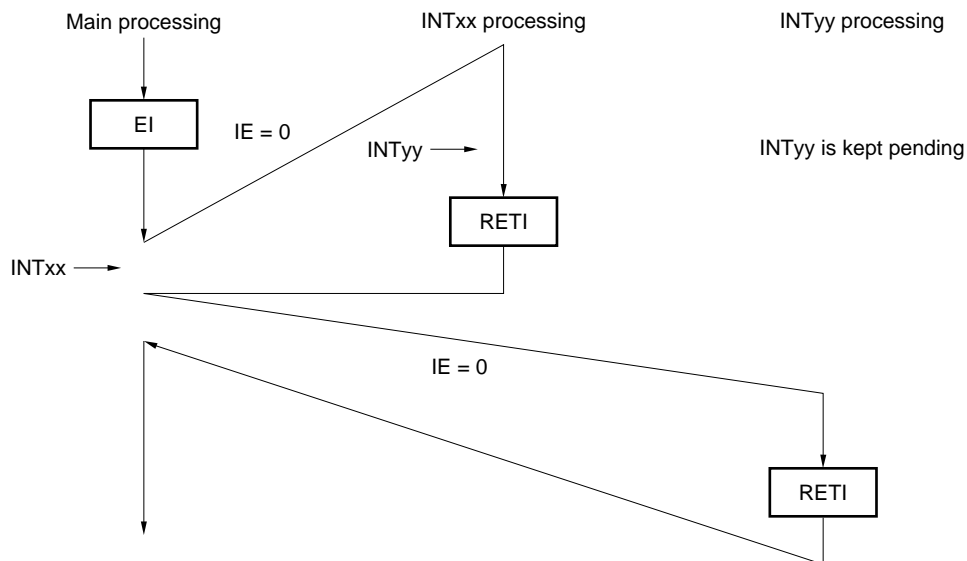 Main processing
INTxx processing
INTyy processing
EI
IE = 0
INTyy
INTyy is kept pending
RETI
INTxx
IE = 0
RETI